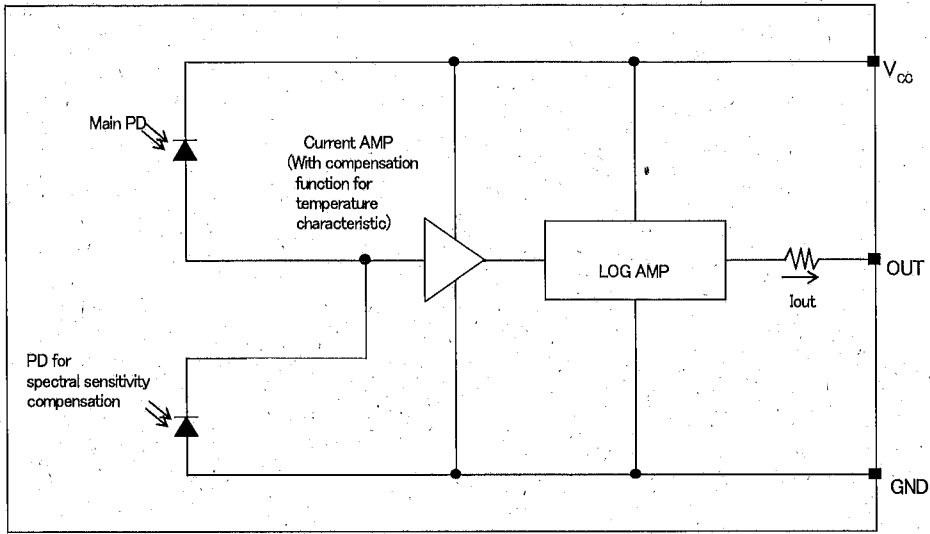 V_CC
Main PD
Current AMP
(With compensation
function for
temperature
characteristic)
LOG AMP
OUT
Iout
PD for
spectral sensitivity
compensation
GND